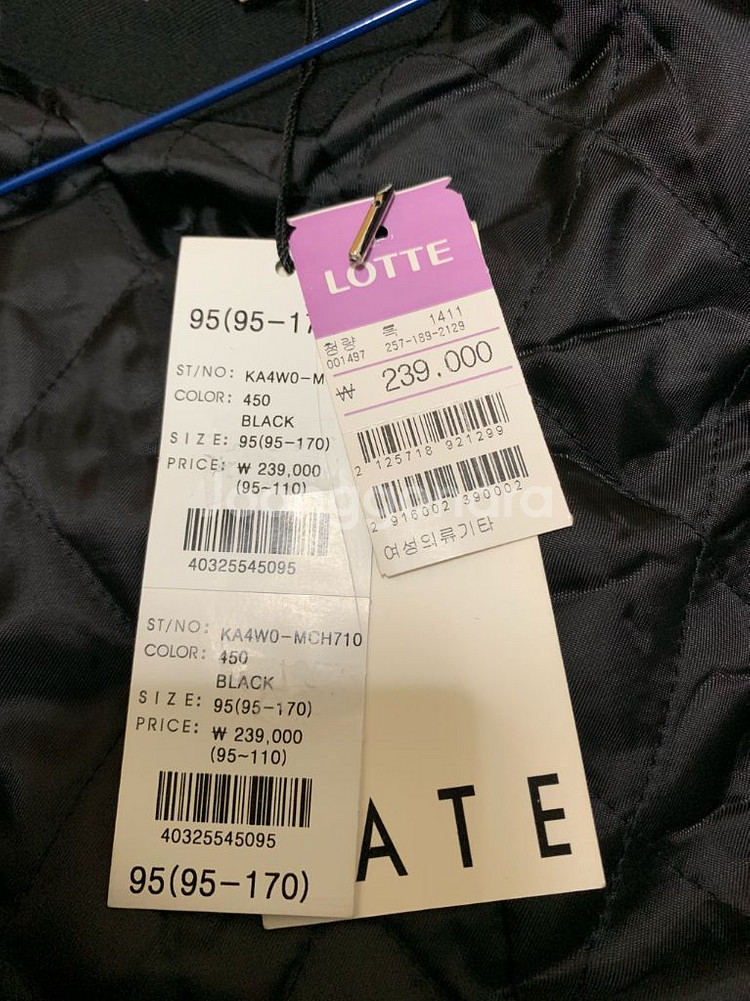 LOTTE
청량 록 1411
001497 257-189-2129
₩ 239.000
2 125718 921299
2 916002 390002
여성의류기타
95(95-17
ST/NO: KA4W0-M
COLOR: 450
BLACK
SIZE: 95(95-170)
PRICE: ₩ 239,000
(95~110)
40325545095
ST/NO: KA4W0-MCH710
COLOR: 450
BLACK
SIZE: 95(95-170)
PRICE: ₩ 239,000
(95~110)
40325545095
95(95-170)
ATE